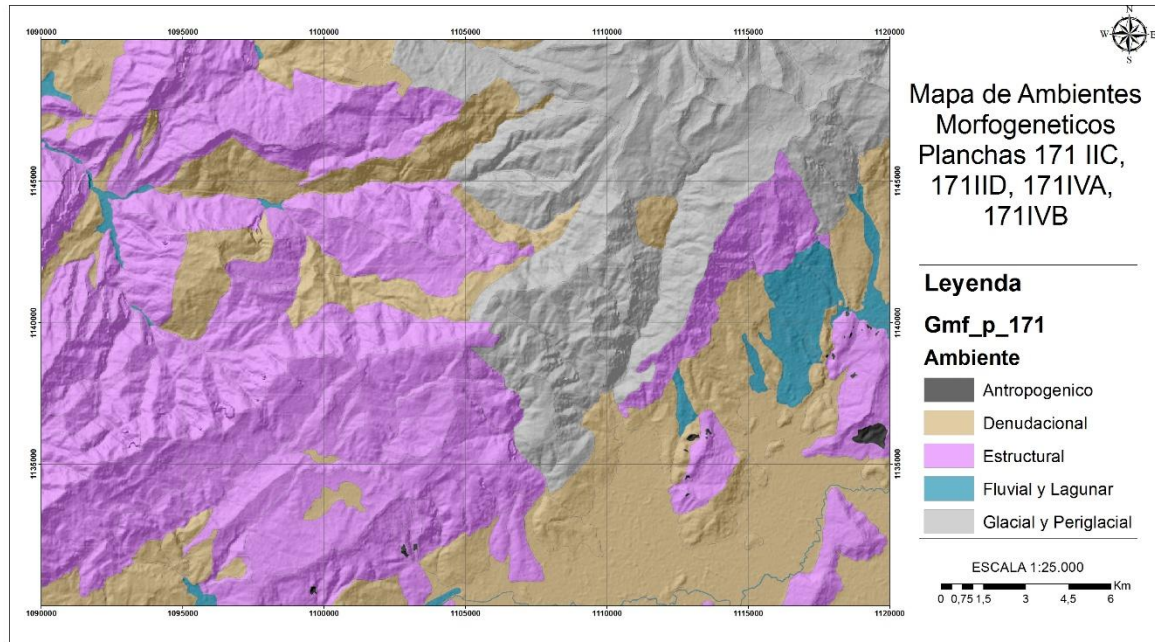 1090000 1095000 1100000 1105000 1110000 1115000 1120000
N
W E
S
Mapa de Ambientes
Morfogeneticos
Planchas 171 IIC,
171IID, 171IVA,
171IVB
1145000 1145000
1140000 1140000
1135000 1135000
Leyenda
Gmf_p_171
Ambiente
Antropogenico
Denudacional
Estructural
Fluvial y Lagunar
Glacial y Periglacial
ESCALA 1:25.000
Km
0 0,75 1,5 3 4,5 6
1090000 1095000 1100000 1105000 1110000 1115000 1120000